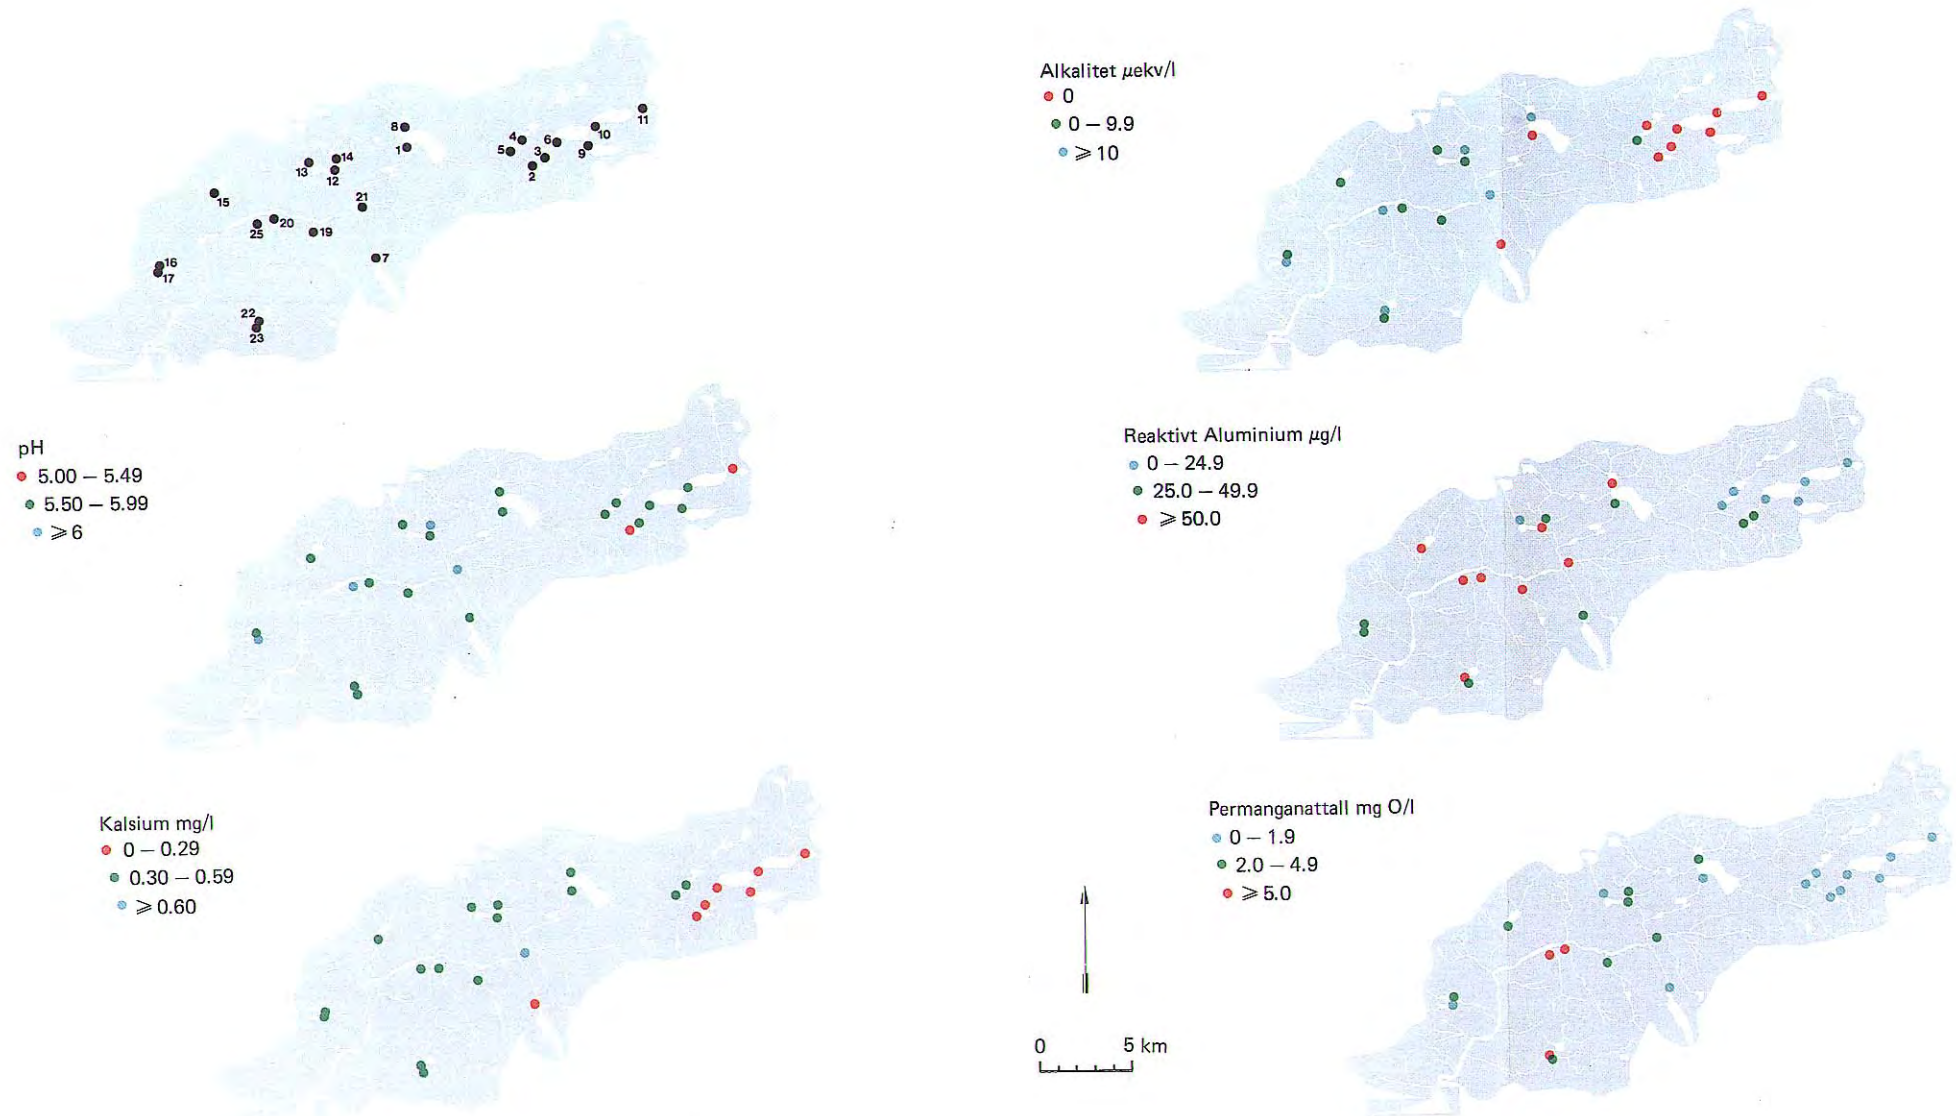 8
1
4
5
6
3
2
10
9
11
14
13
12
15
21
20
25
19
7
16
17
22
23
Alkalitet µekv/l
0
0 – 9.9
⩾ 10
pH
5.00 – 5.49
5.50 – 5.99
⩾ 6
Reaktivt Aluminium µg/l
0 – 24.9
25.0 – 49.9
⩾ 50.0
Kalsium mg/l
0 – 0.29
0.30 – 0.59
⩾ 0.60
Permanganattall mg O/l
0 – 1.9
2.0 – 4.9
⩾ 5.0
0 5 km